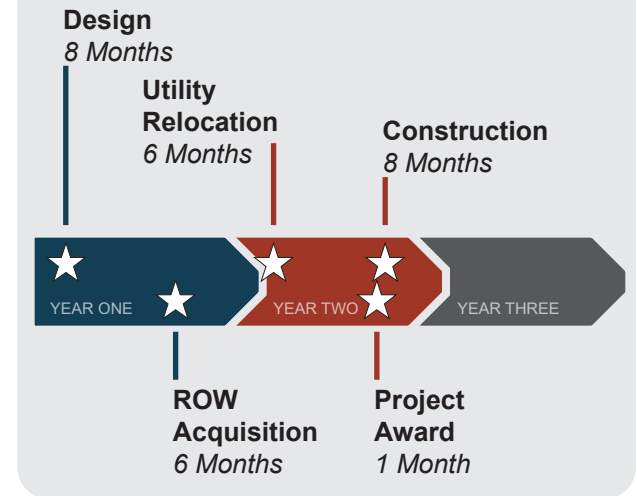 Design
8 Months
Utility
Relocation
6 Months
Construction
8 Months
YEAR ONE
YEAR TWO
YEAR THREE
ROW
Acquisition
6 Months
Project
Award
1 Month